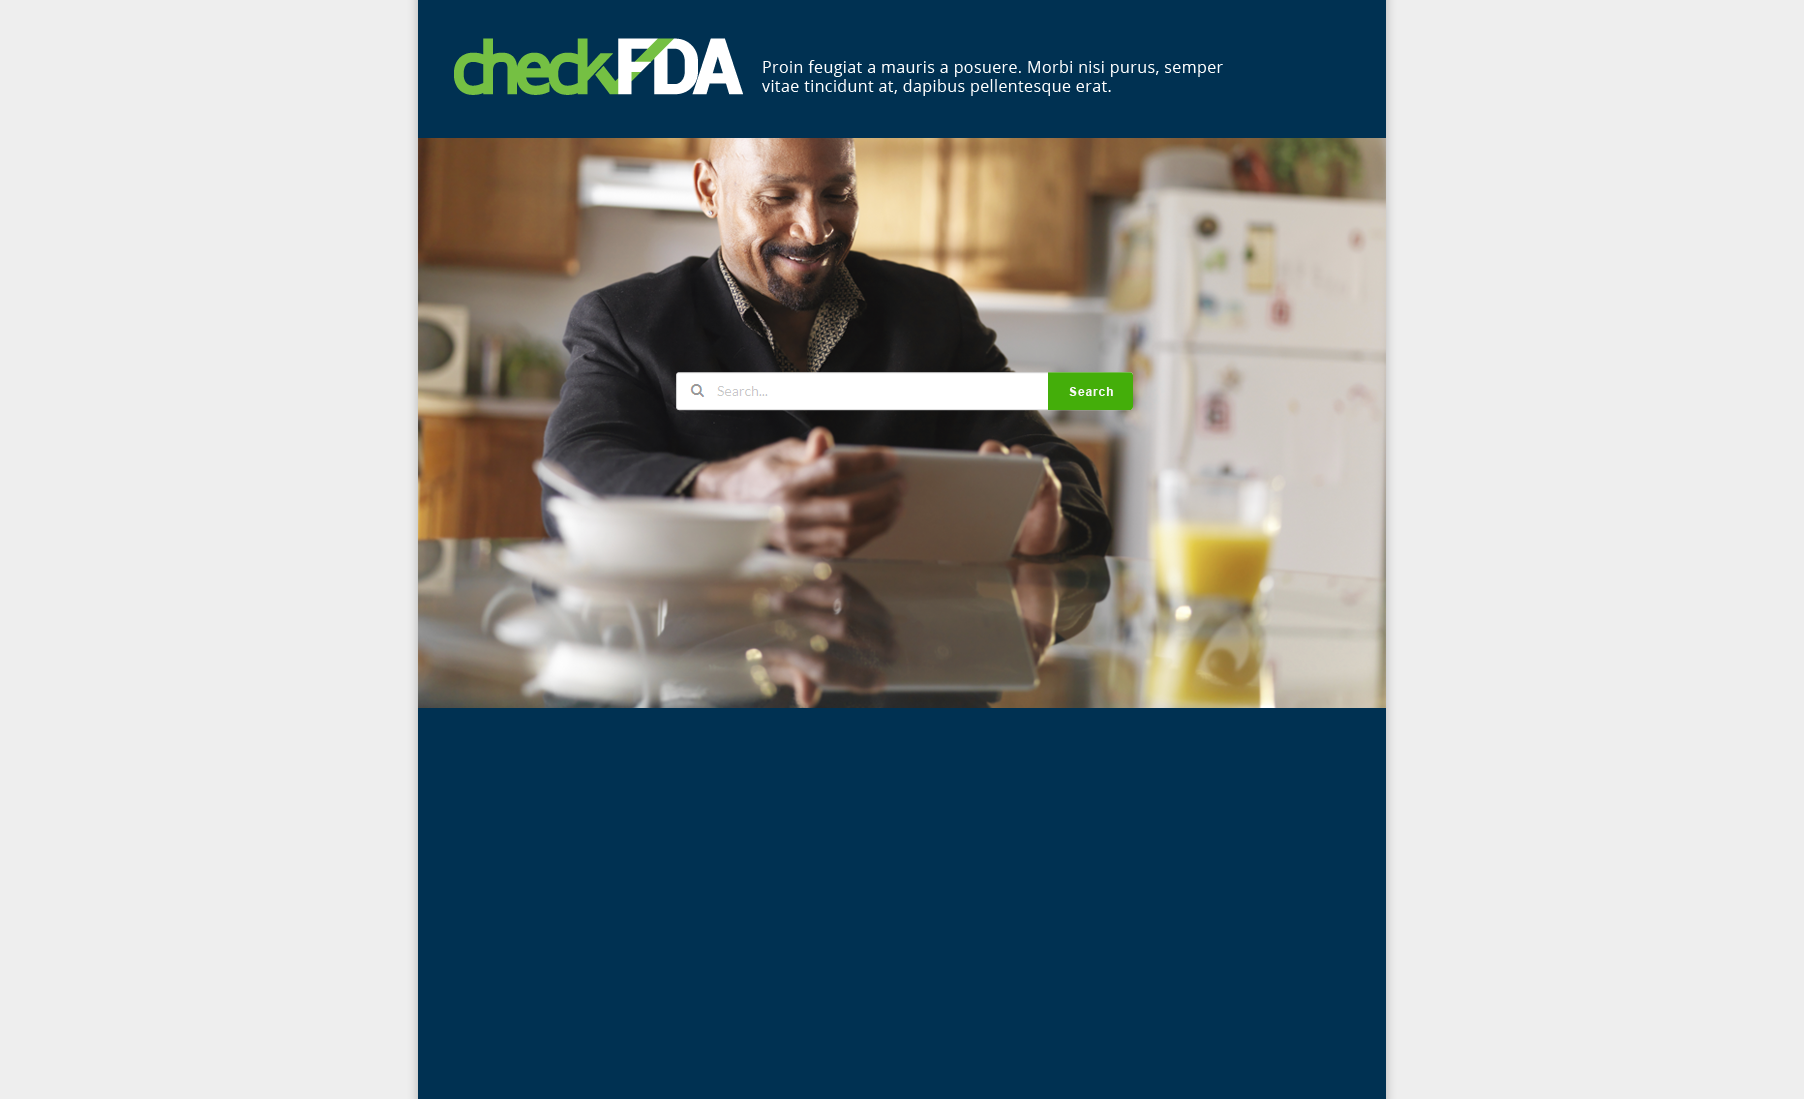 checkFDA
Proin feugiat a mauris a posuere. Morbi nisi purus, semper
vitae tincidunt at, dapibus pellentesque erat.
Search...
Search